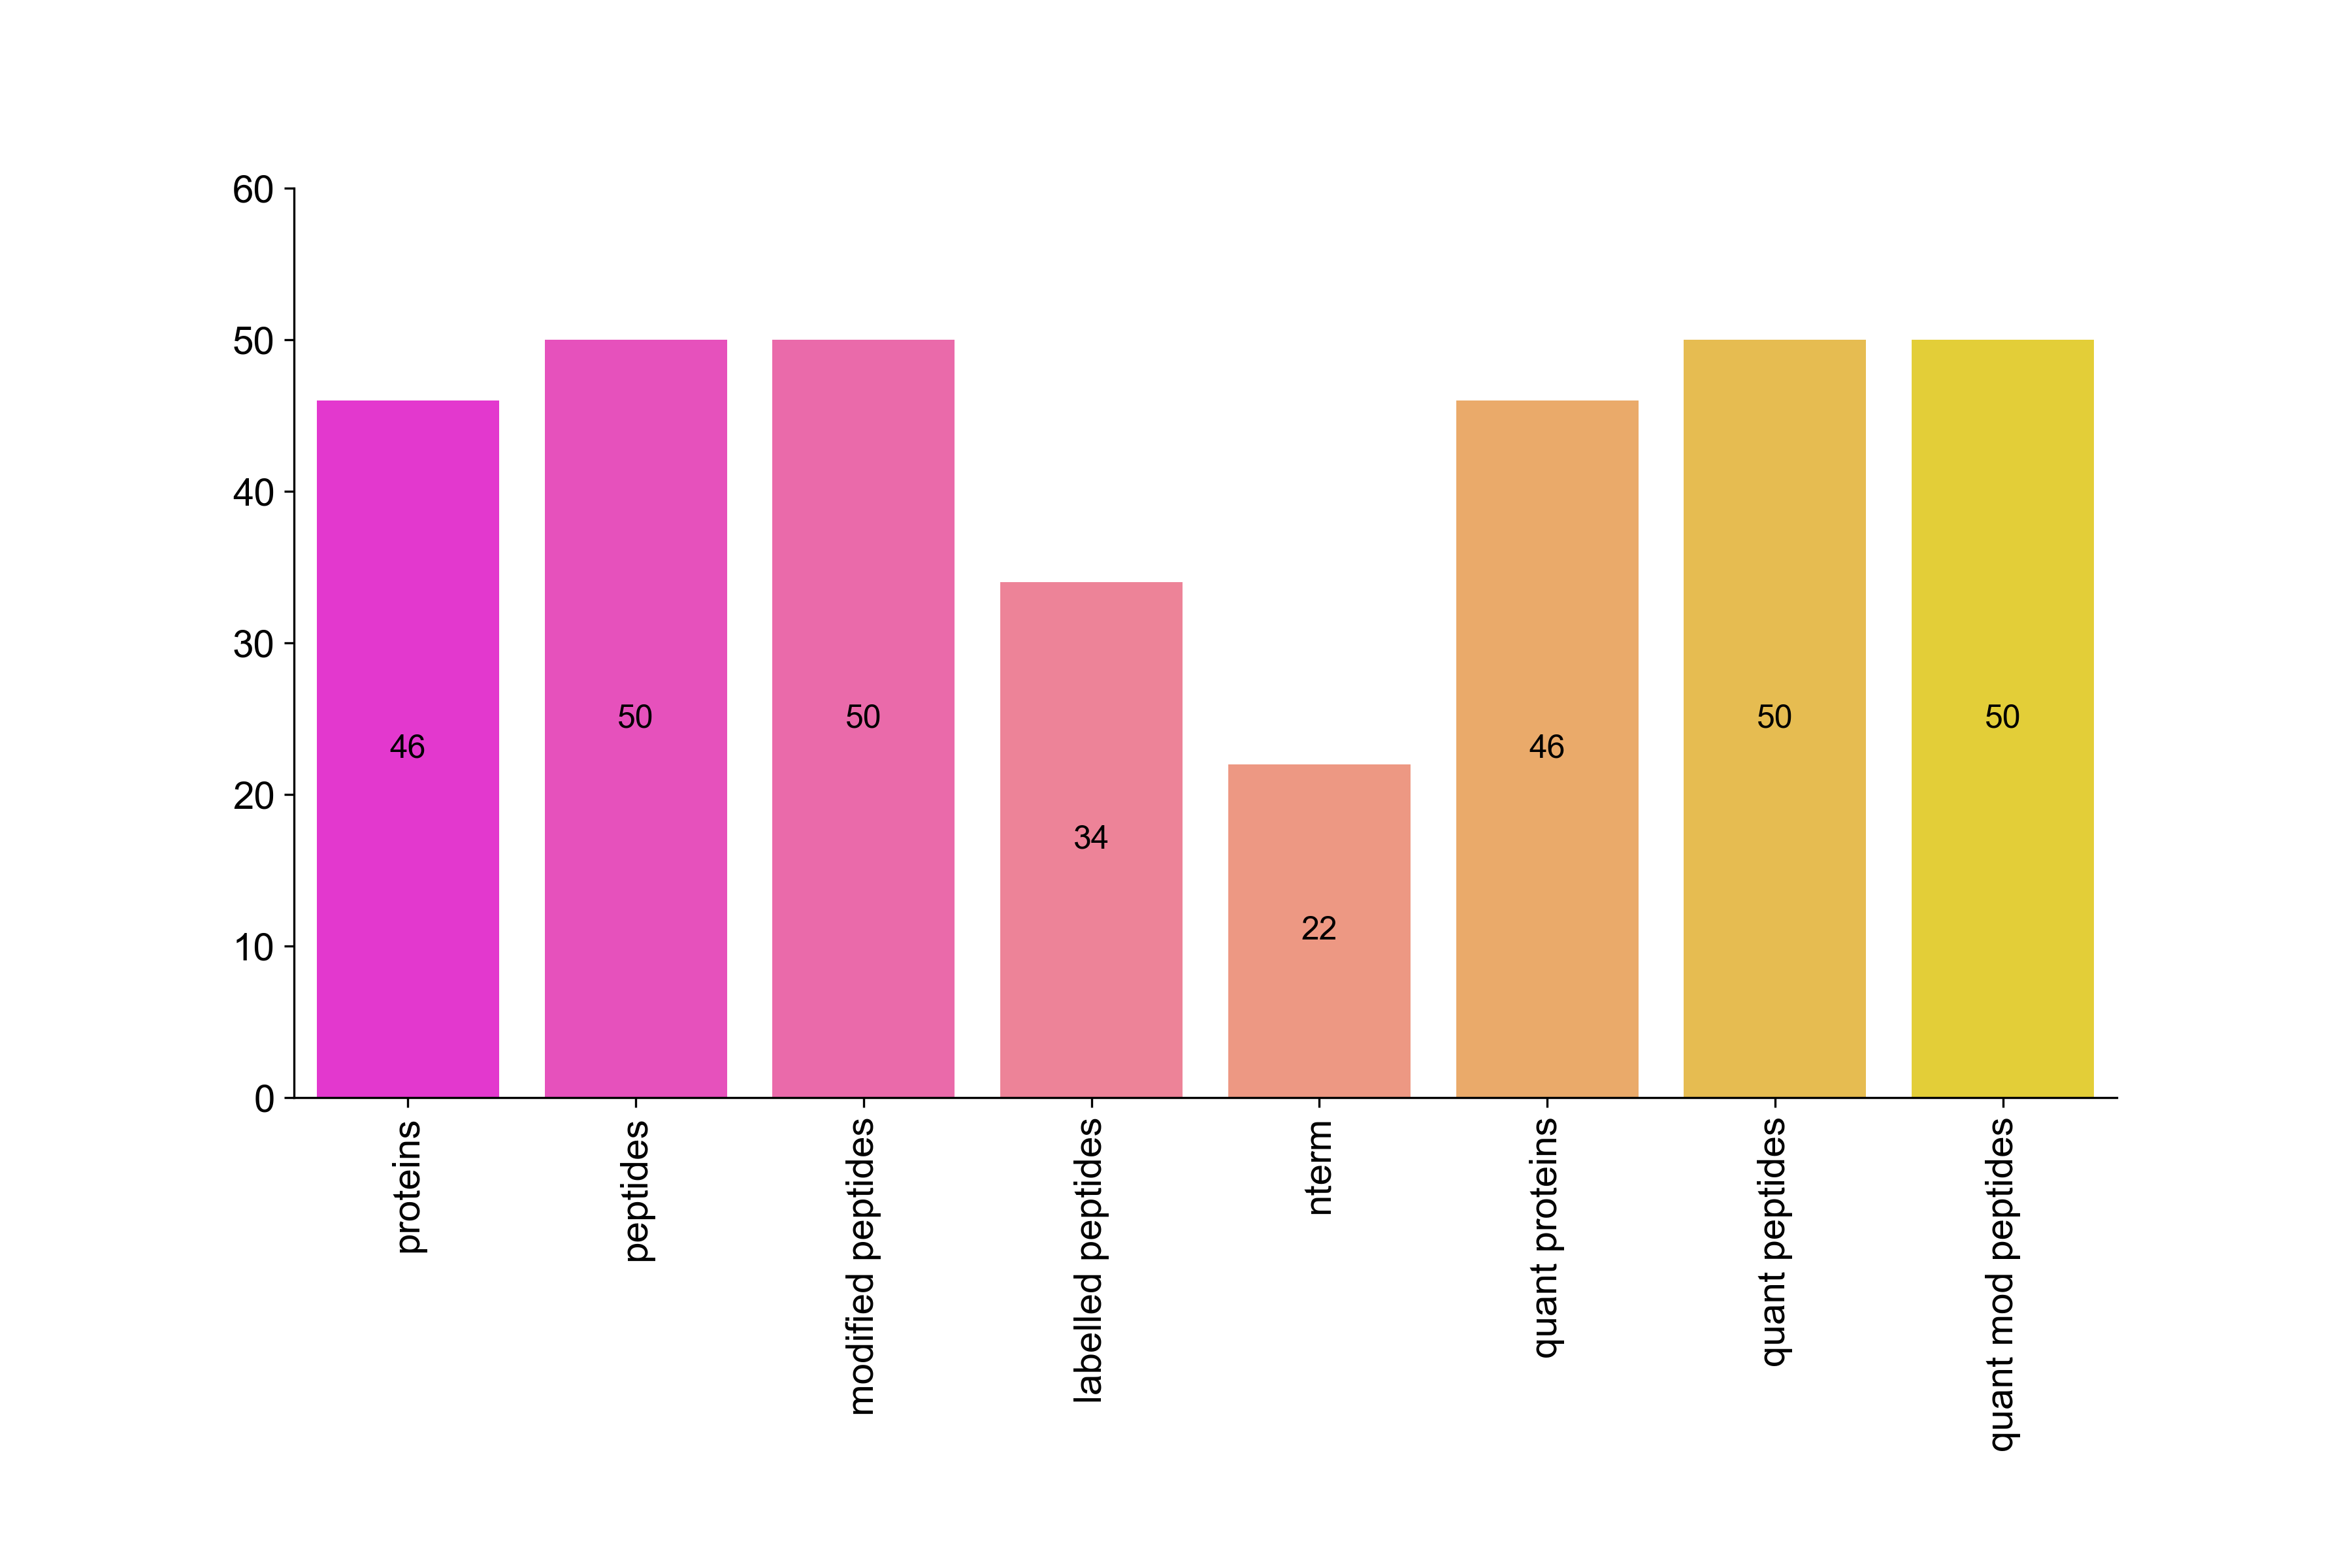 60
50
40
30
20
10
0
46
50
50
34
22
46
50
50
proteins
peptides
modified peptides
labelled peptides
nterm
quant proteins
quant peptides
quant mod peptides